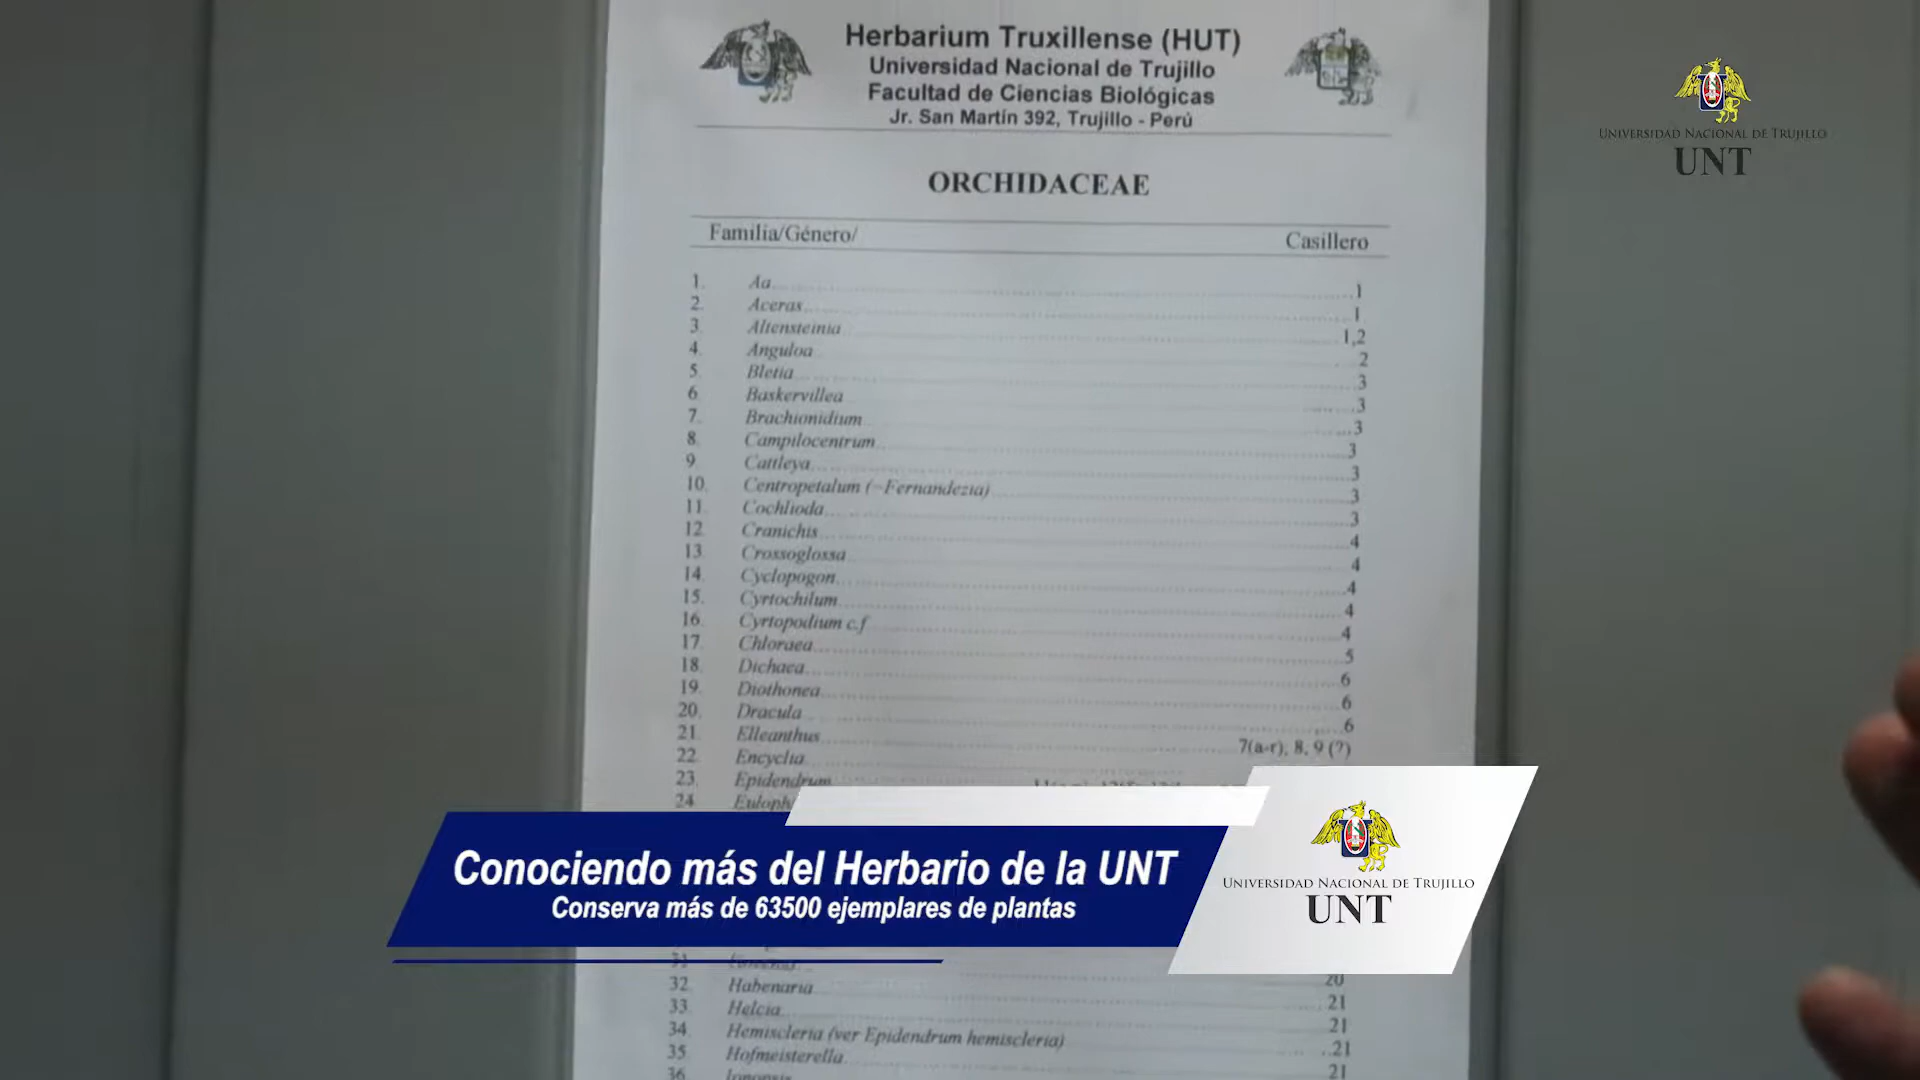 Herbarium Truxillense (HUT)
Universidad Nacional de Trujillo
Facultad de Ciencias Biológicas
Jr. San Martín 392, Trujillo - Perú
UNIVERSIDAD NACIONAL DE TRUJILLO
UNT
ORCHIDACEAE
Familia/Género/ Casillero
1. Aa 1
2. Aceras 1
3. Altensteinia 1,2
4. Anguloa 2
5. Bletia 3
6. Baskervillea 3
7. Brachionidium 3
8. Campilocentrum 3
9. Cattleya 3
10. Centropetalum (=Fernandezia) 3
11. Cochlioda 3
12. Cranichis 4
13. Crossoglossa 4
14. Cyclopogon 4
15. Cyrtochilum 4
16. Cyrtopodium c.f 4
17. Chloraea 5
18. Dichaea 6
19. Diothonea 6
20. Dracula 6
21. Elleanthus 7(a-r), 8, 9 (?)
22. Encyclia
23. Epidendrum
24.
Conociendo más del Herbario de la UNT
Conserva más de 63500 ejemplares de plantas
UNIVERSIDAD NACIONAL DE TRUJILLO
UNT
31 20
32. Habenaria 21
33. Helcia 21
34. Hemiscleria (ver Epidendrum hemiscleria) 21
35. Hofmeisterella 21
36. Ionopsis